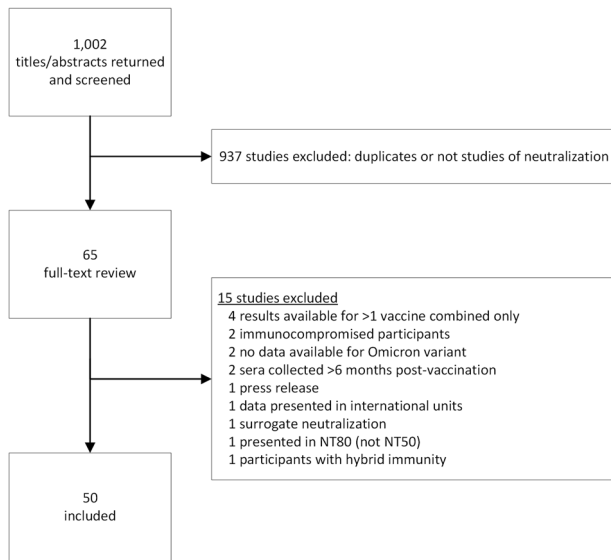 1,002
titles/abstracts returned
and screened
937 studies excluded: duplicates or not studies of neutralization
65
full-text review
15 studies excluded
4 results available for >1 vaccine combined only
2 immunocompromised participants
2 no data available for Omicron variant
2 sera collected >6 months post-vaccination
1 press release
1 data presented in international units
1 surrogate neutralization
1 presented in NT80 (not NT50)
1 participants with hybrid immunity
50
included